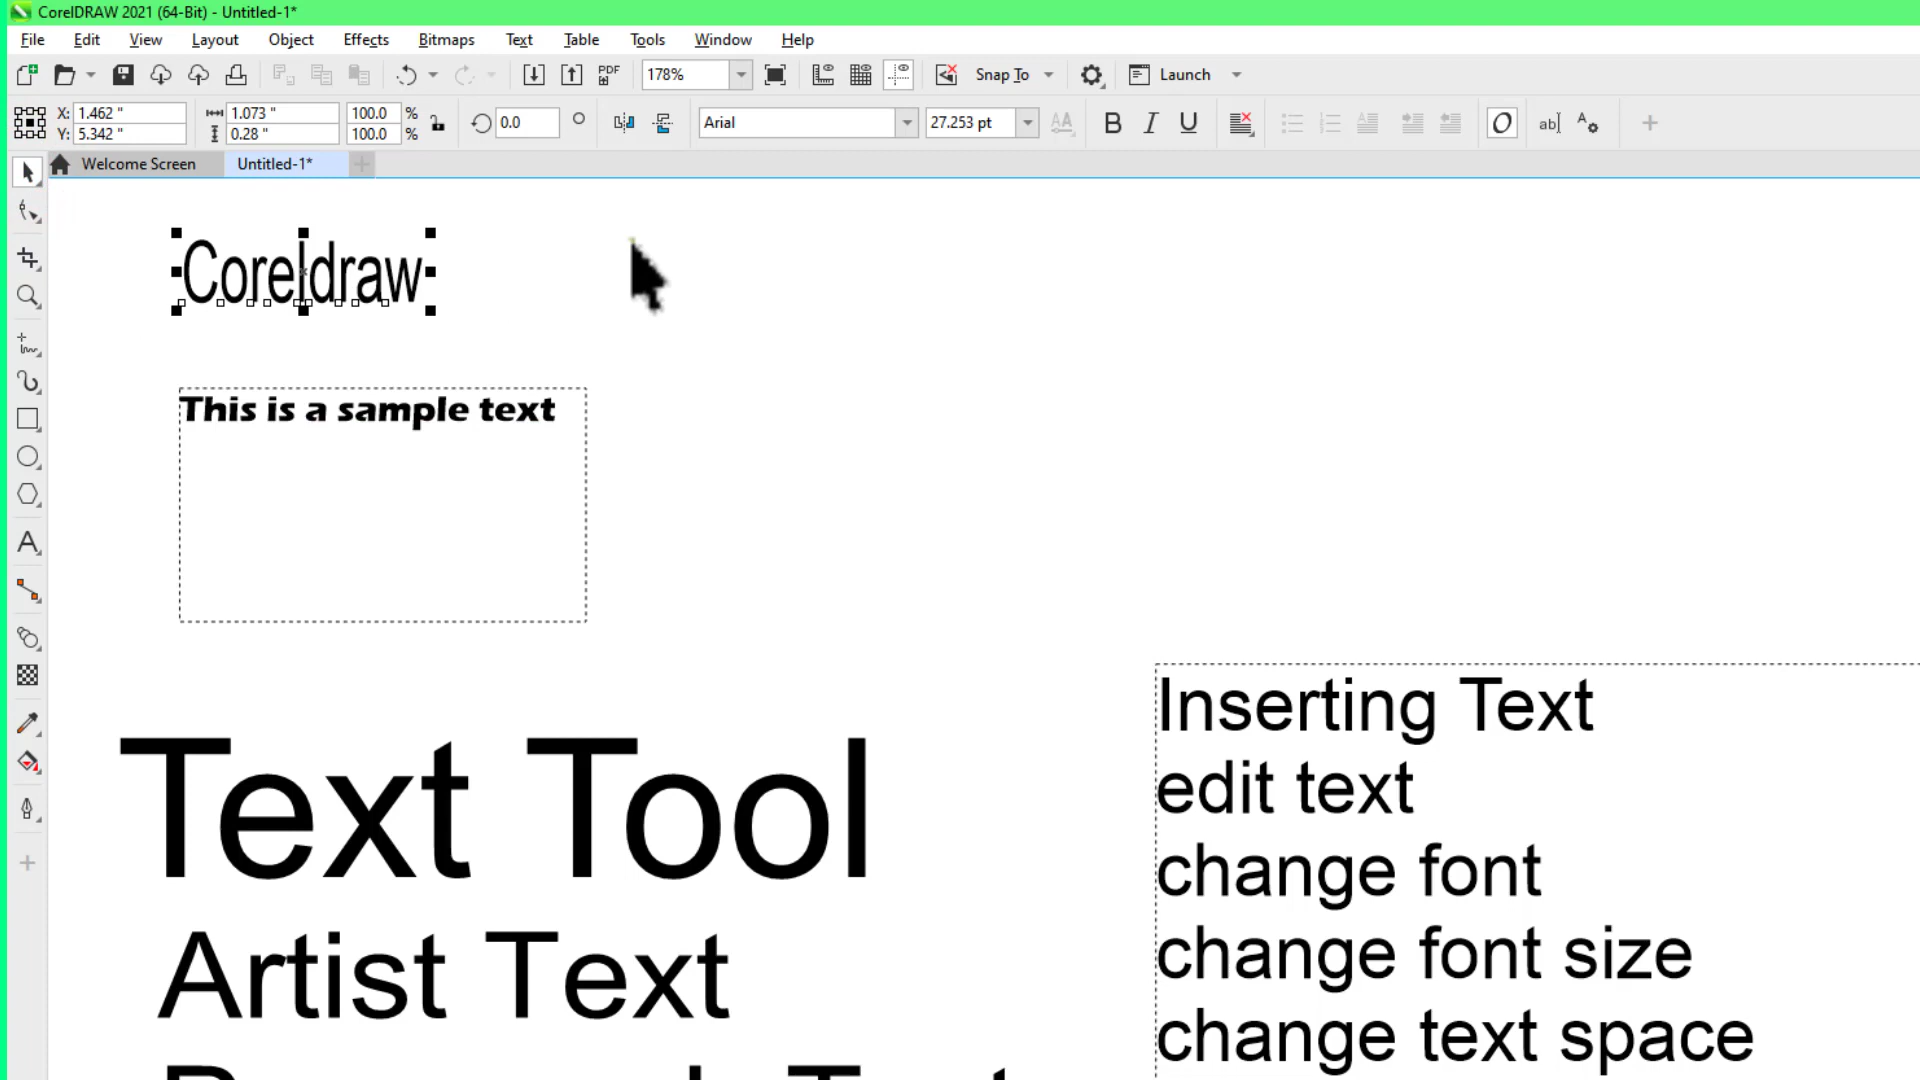 CorelDRAW 2021 (64-Bit) - Untitled-1*
File Edit View Layout Object Effects Bitmaps Text Table Tools Window Help
PDF 178% Snap To Launch
X: 1.462 " 1.073 " 100.0 % 0.0 Arial 27.253 pt B I U O ab A
Y: 5.342 " 0.28 " 100.0 %
Welcome Screen Untitled-1*
Coreldraw
This is a sample text
Text Tool
Artist Text
Inserting Text
edit text
change font
change font size
change text space